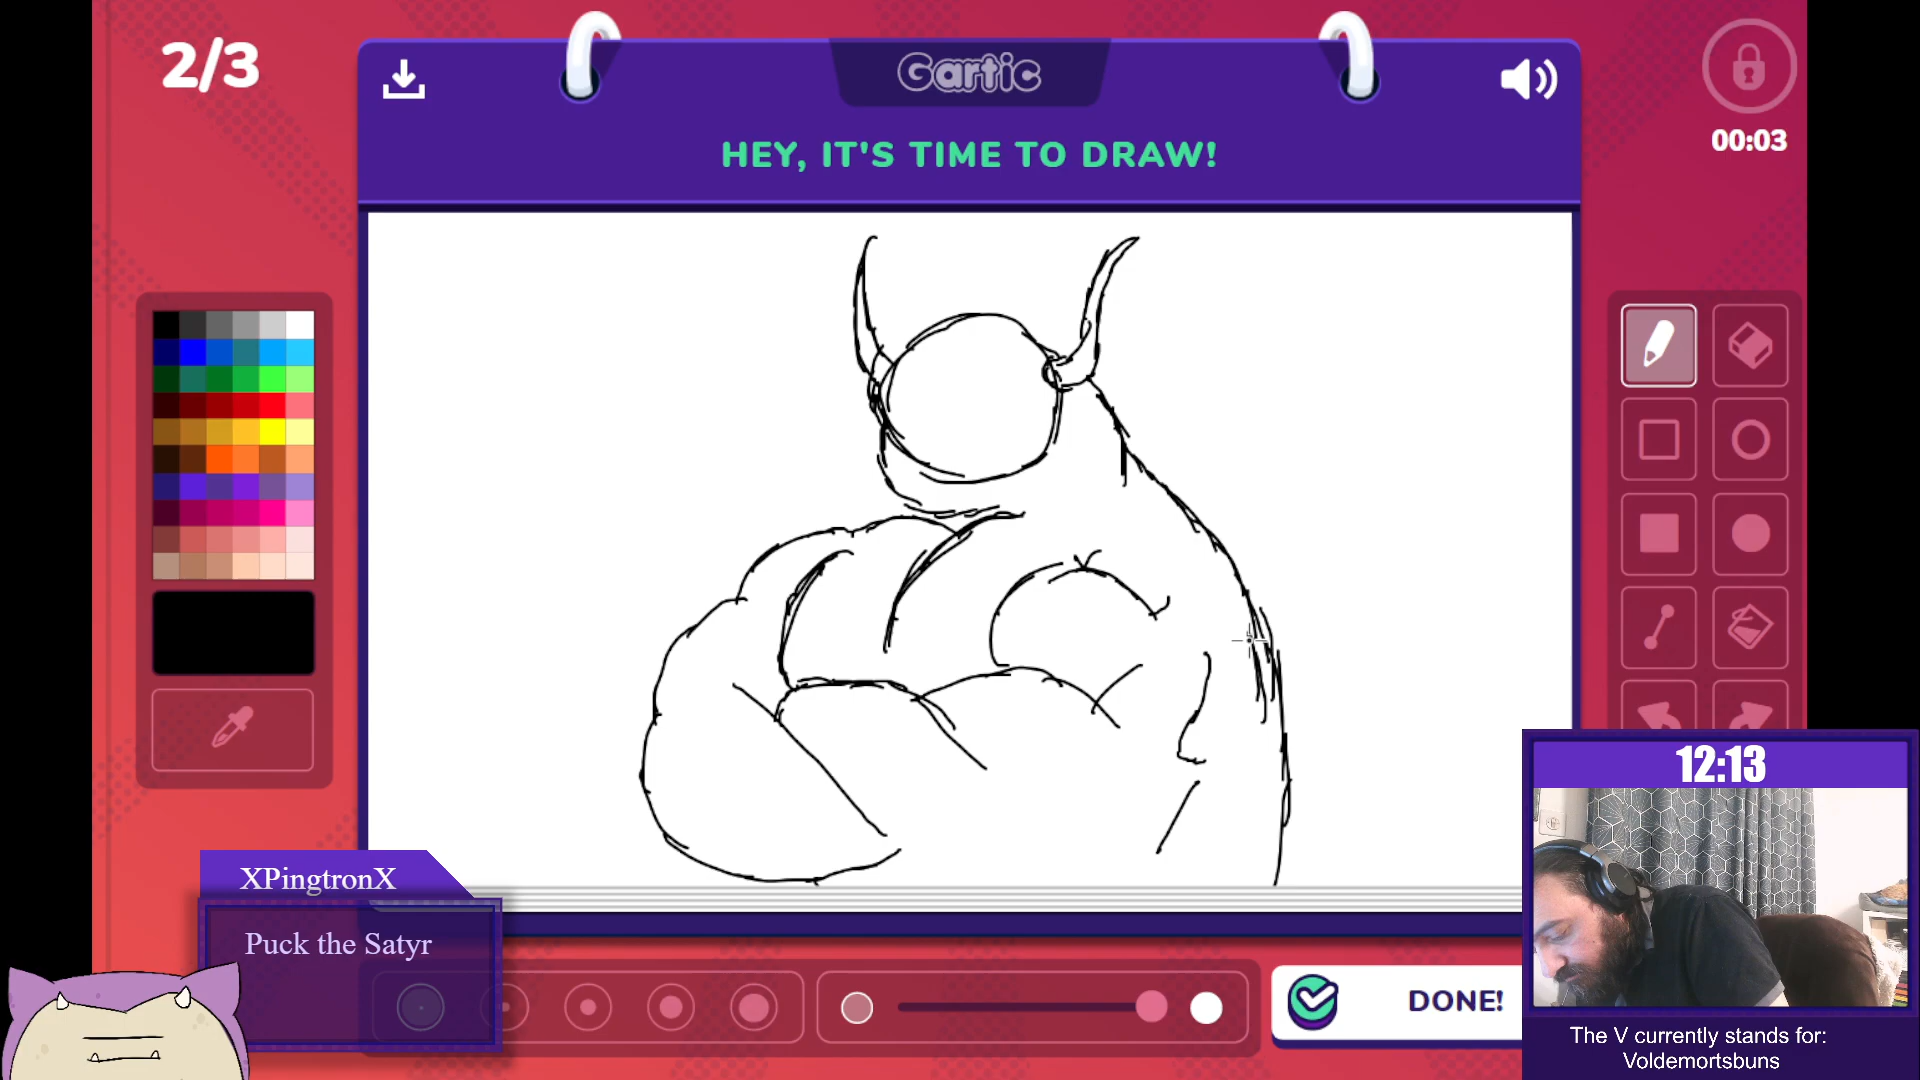 2/3
Gartic
HEY, IT'S TIME TO DRAW!
00:03
12:13
XPingtronX
Puck the Satyr
DONE!
The V currently stands for:
Voldemortsbuns